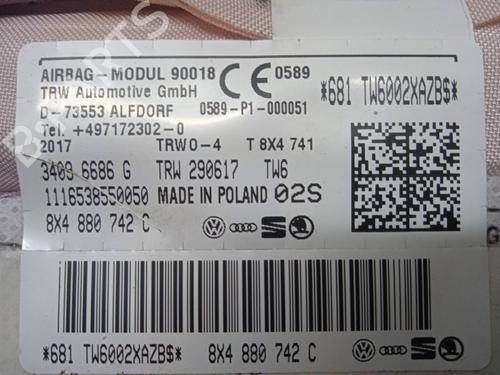 AIRBAG-MODUL 90018 CE 0589
TRW Automotive GmbH
D-73553 ALFDORF 0589-P1-000051
Tel. +497172302-0
2017 TRWO-4 T 8X4 741
3409 6686 G TRW 290617 TW6
1116538550050 MADE IN POLAND 02S
8X4 880 742 C
*681 TW6002XAZB$*
*681 TW6002XAZB$* 8X4 880 742 C